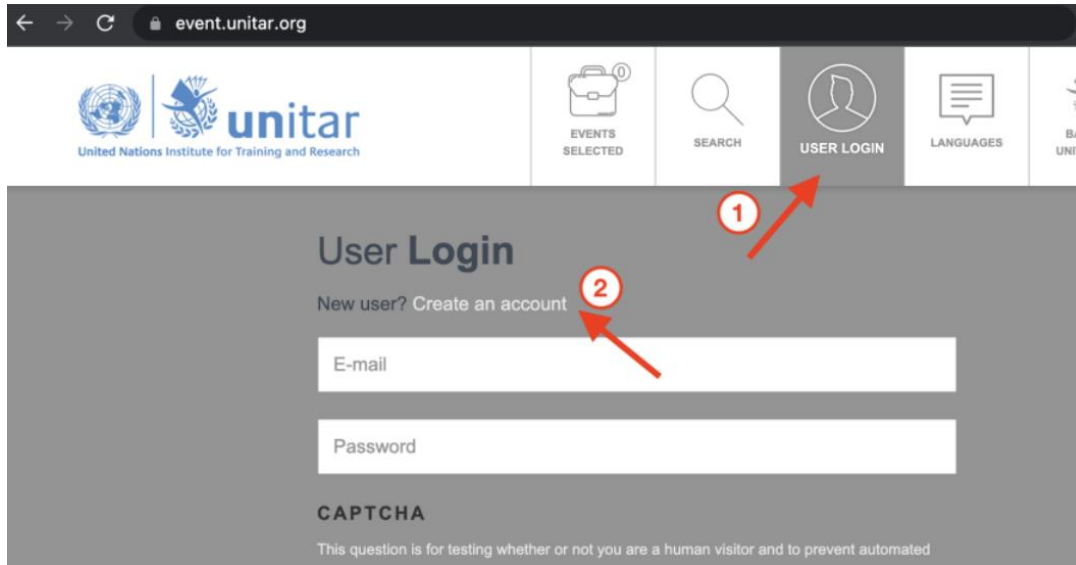 event.unitar.org
unitar
United Nations Institute for Training and Research
0
EVENTS
SELECTED
SEARCH
USER LOGIN
LANGUAGES
BA
UNI
1
User Login
2
New user? Create an account
E-mail
Password
CAPTCHA
This question is for testing whether or not you are a human visitor and to prevent automated